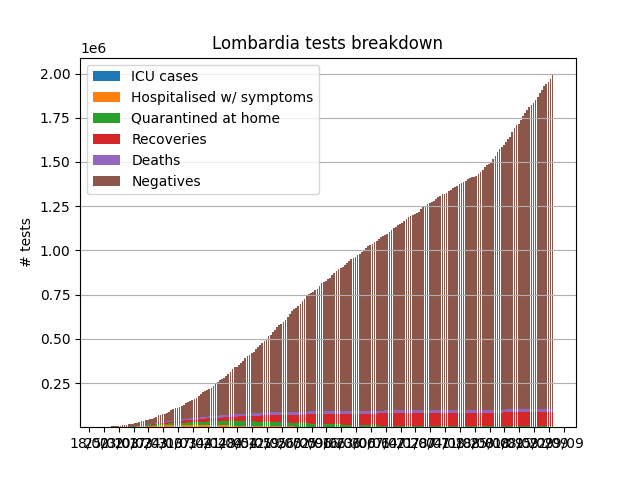 Lombardia tests breakdown
1e6
2.00
1.75
1.50
1.25
1.00
0.75
0.50
0.25
# tests
ICU cases
Hospitalised w/ symptoms
Quarantined at home
Recoveries
Deaths
Negatives